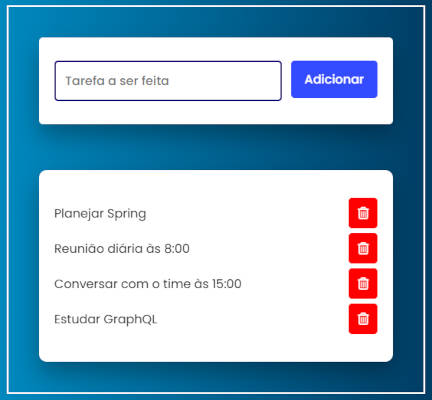 Tarefa a ser feita
Adicionar
Planejar Spring
Reunião diária às 8:00
Conversar com o time às 15:00
Estudar GraphQL